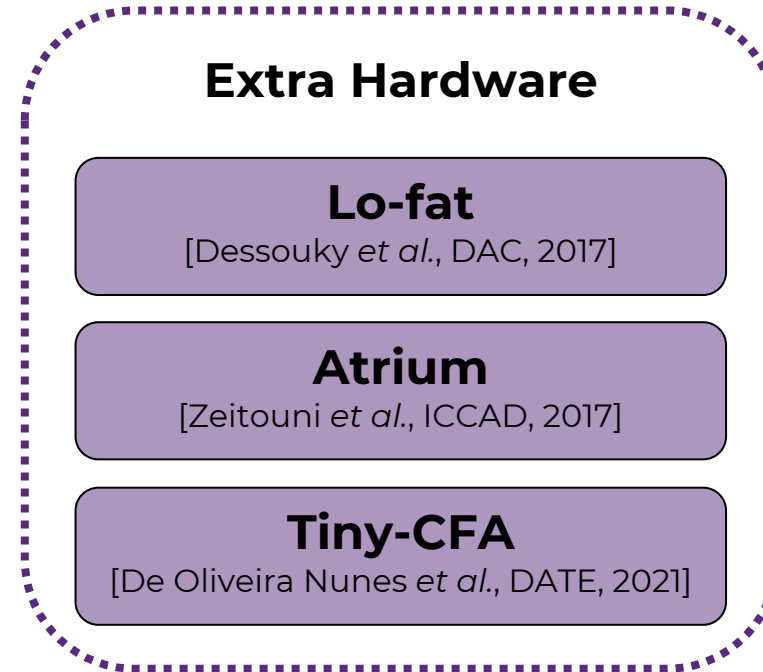 Extra Hardware
Lo-fat
[Dessouky et al., DAC, 2017]
Atrium
[Zeitouni et al., ICCAD, 2017]
Tiny-CFA
[De Oliveira Nunes et al., DATE, 2021]